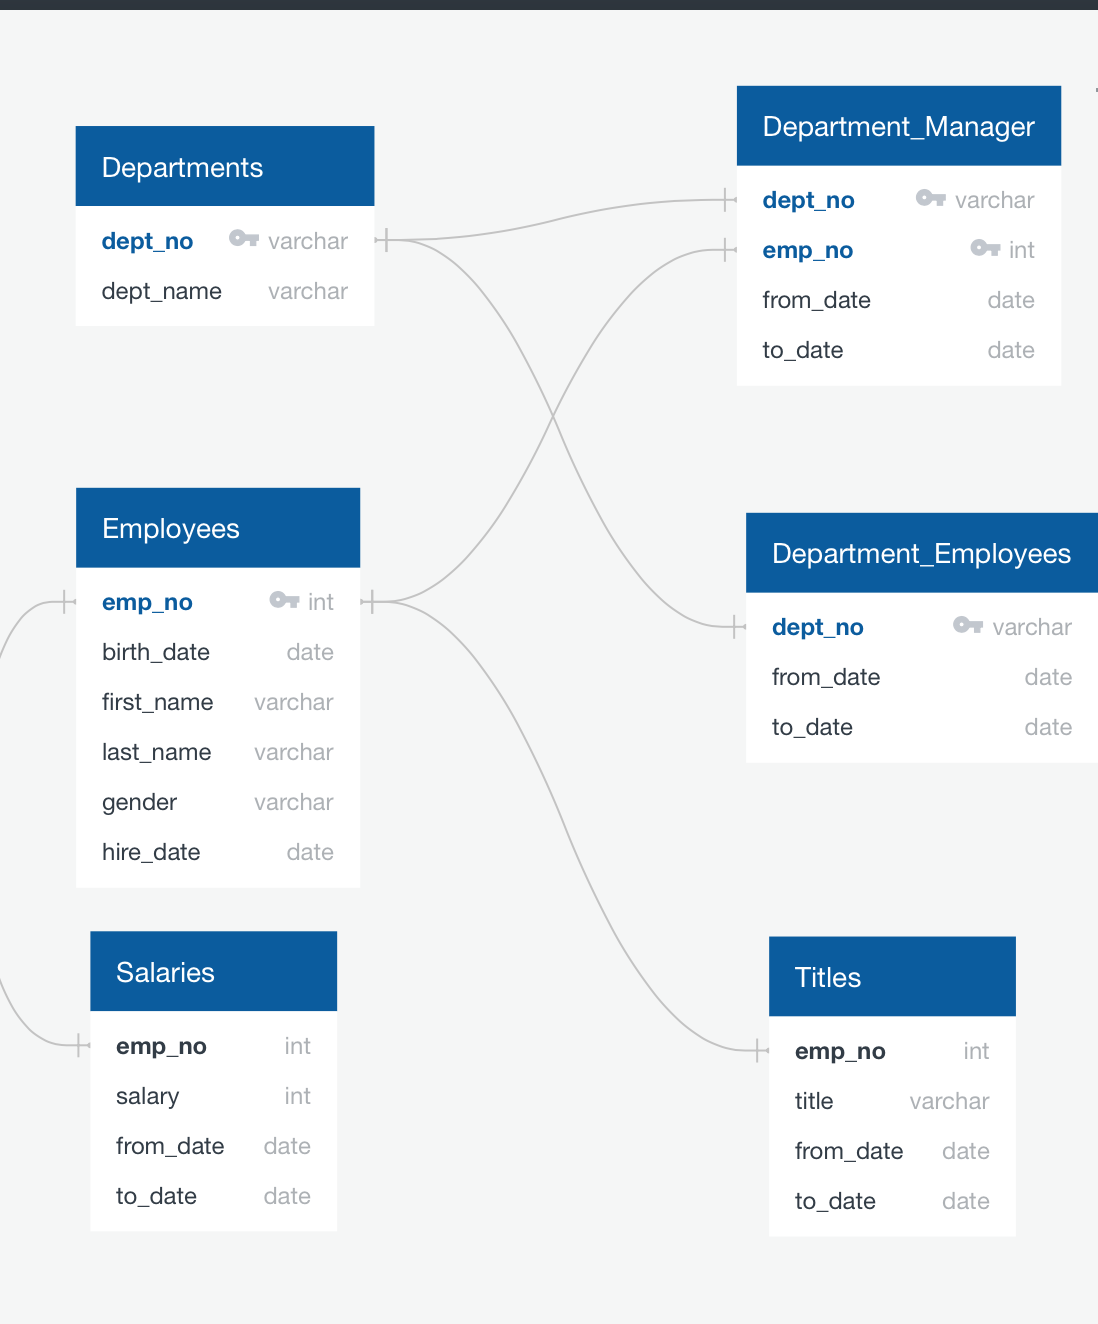 Departments
dept_no varchar
dept_name varchar
Department_Manager
dept_no varchar
emp_no int
from_date date
to_date date
Employees
emp_no int
birth_date date
first_name varchar
last_name varchar
gender varchar
hire_date date
Department_Employees
dept_no varchar
from_date date
to_date date
Salaries
emp_no int
salary int
from_date date
to_date date
Titles
emp_no int
title varchar
from_date date
to_date date